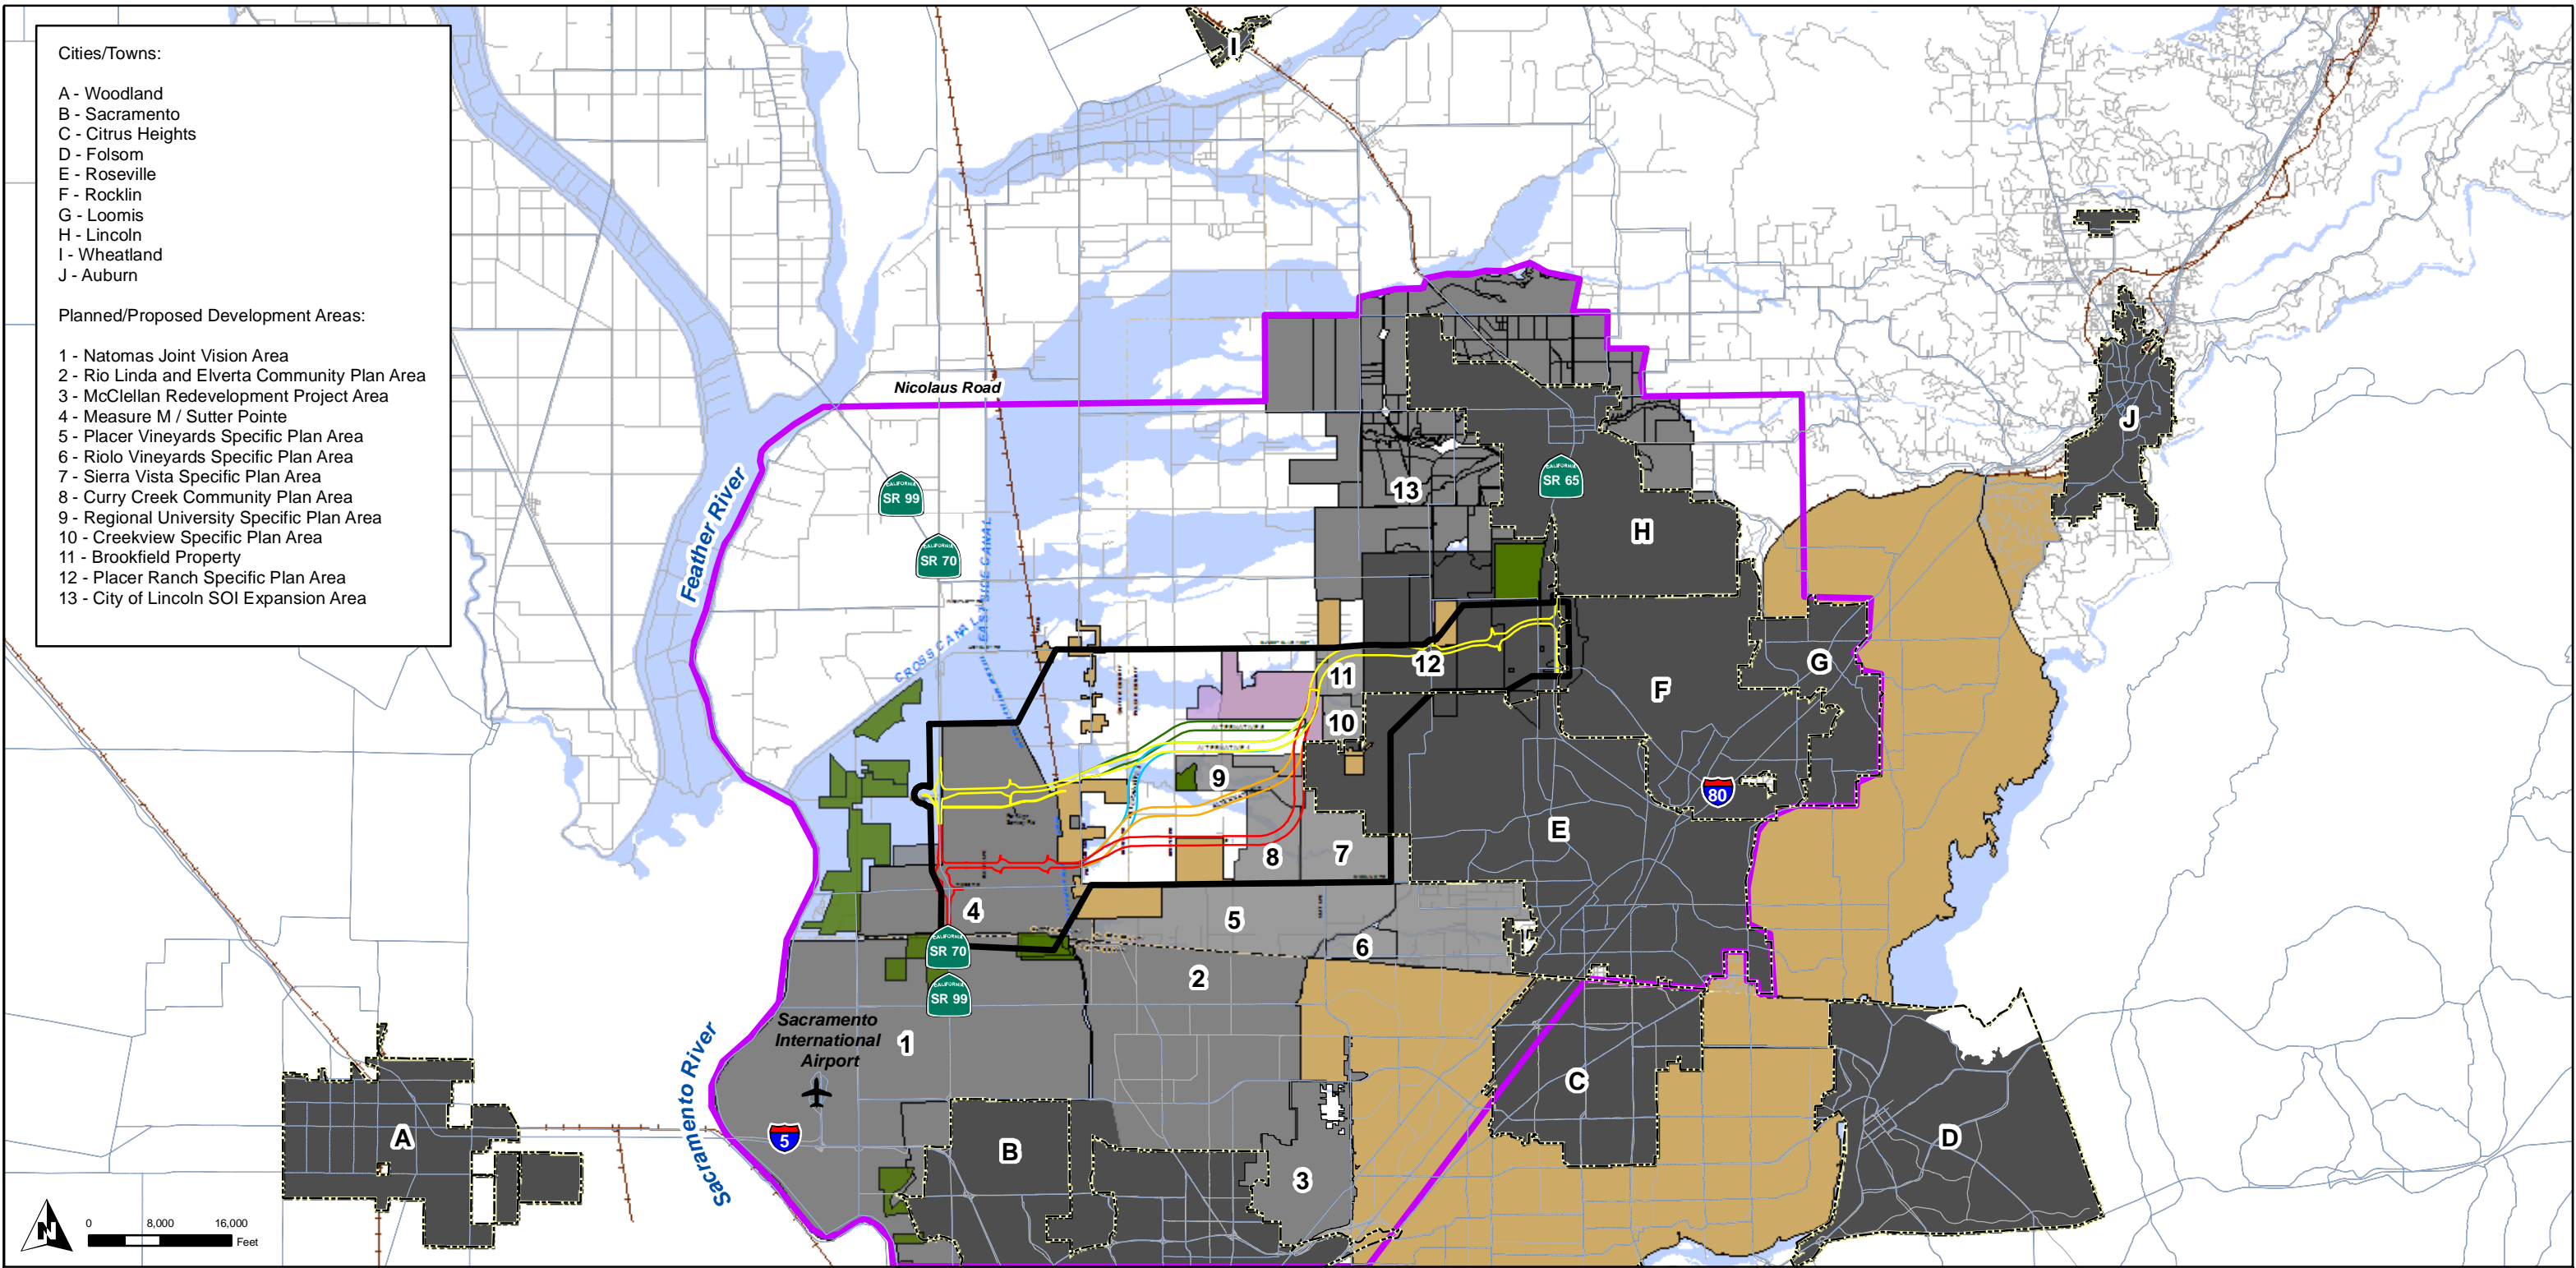 Cities/Towns:
A - Woodland
B - Sacramento
C - Citrus Heights
D - Folsom
E - Roseville
F - Rocklin
G - Loomis
H - Lincoln
I - Wheatland
J - Auburn
Planned/Proposed Development Areas:
1 - Natomas Joint Vision Area
2 - Rio Linda and Elverta Community Plan Area
3 - McClellan Redevelopment Project Area
4 - Measure M / Sutter Pointe
5 - Placer Vineyards Specific Plan Area
6 - Riolo Vineyards Specific Plan Area
7 - Sierra Vista Specific Plan Area
8 - Curry Creek Community Plan Area
9 - Regional University Specific Plan Area
10 - Creekview Specific Plan Area
11 - Brookfield Property
12 - Placer Ranch Specific Plan Area
13 - City of Lincoln SOI Expansion Area
I
Nicolaus Road
J
CALIFORNIA
SR 99
CALIFORNIA
SR 65
13
Feather River
H
CALIFORNIA
SR 70
EAST SIDE CANAL
CROSS CANAL
11
12
G
F
10
9
80
E
8
7
4
5
6
CALIFORNIA
SR 70
2
CALIFORNIA
SR 99
Sacramento
International
Airport
1
Sacramento River
C
A
5
B
D
3
N
0
8,000
16,000
Feet